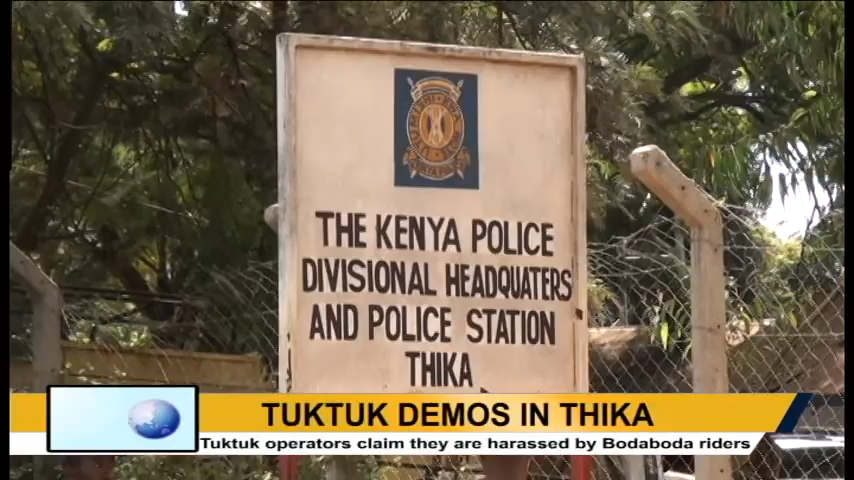 THE KENYA POLICE
DIVISIONAL HEADQUATERS
AND POLICE STATION
THIKA
TUKTUK DEMOS IN THIKA
Tuktuk operators claim they are harassed by Bodaboda riders